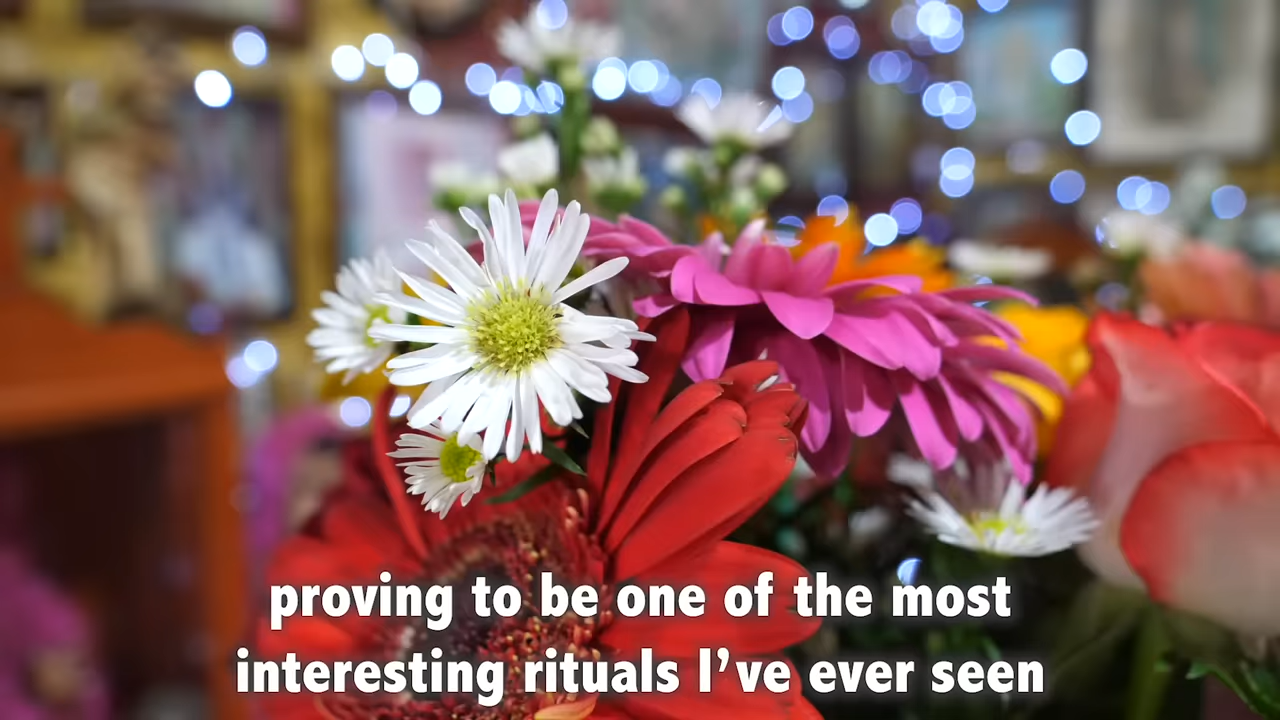 proving to be one of the most
interesting rituals I've ever seen